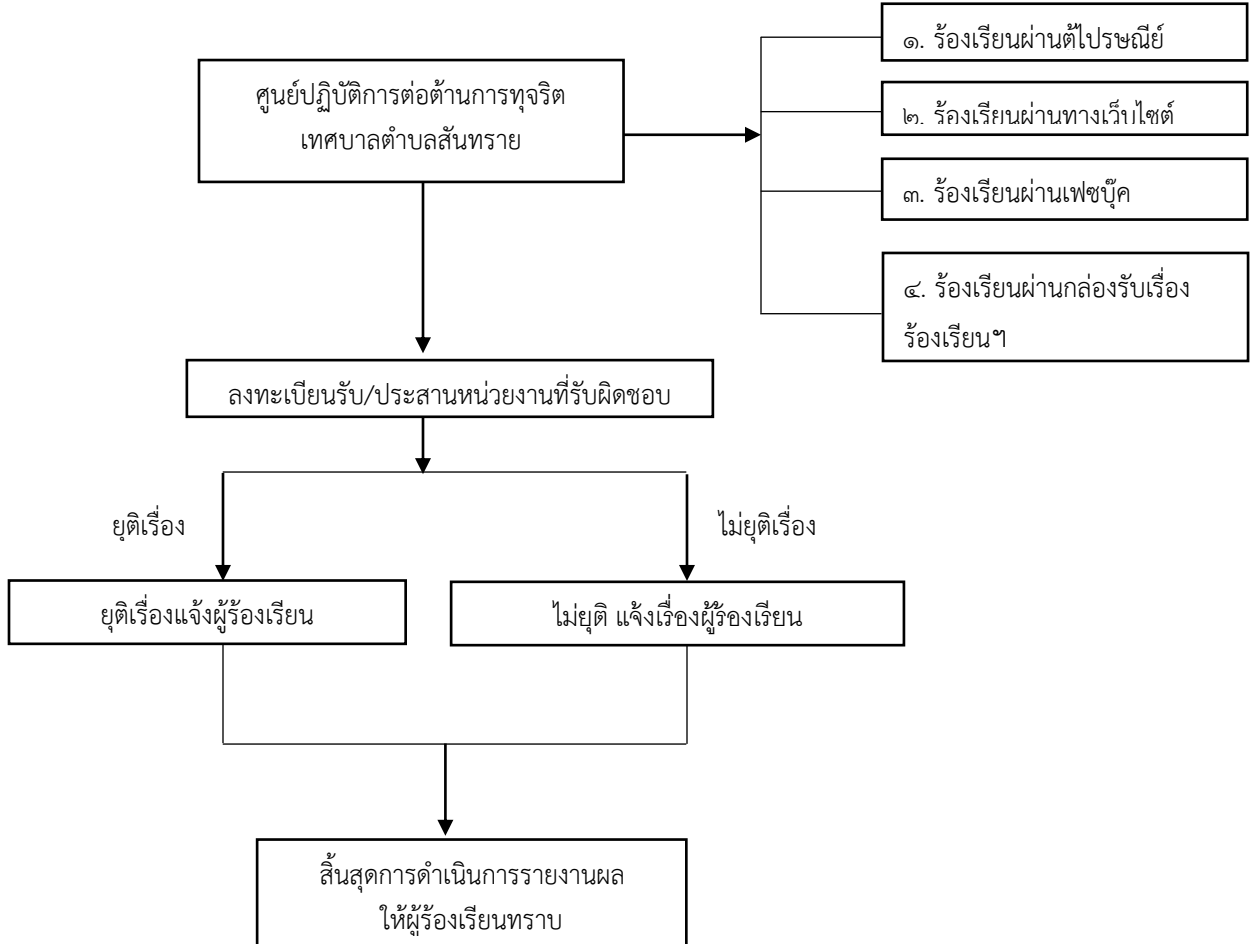 ศูนย์ปฏิบัติการต่อต้านการทุจริต
เทศบาลตำบลสันทราย
๑. ร้องเรียนผ่านตู้ไปรษณีย์
๒. ร้องเรียนผ่านทางเว็บไซต์
๓. ร้องเรียนผ่านเฟซบุ๊ค
๔. ร้องเรียนผ่านกล่องรับเรื่อง
ร้องเรียนฯ
ลงทะเบียนรับ/ประสานหน่วยงานที่รับผิดชอบ
ยุติเรื่อง
ไม่ยุติเรื่อง
ยุติเรื่องแจ้งผู้ร้องเรียน
ไม่ยุติ แจ้งเรื่องผู้ร้องเรียน
สิ้นสุดการดำเนินการรายงานผล
ให้ผู้ร้องเรียนทราบ